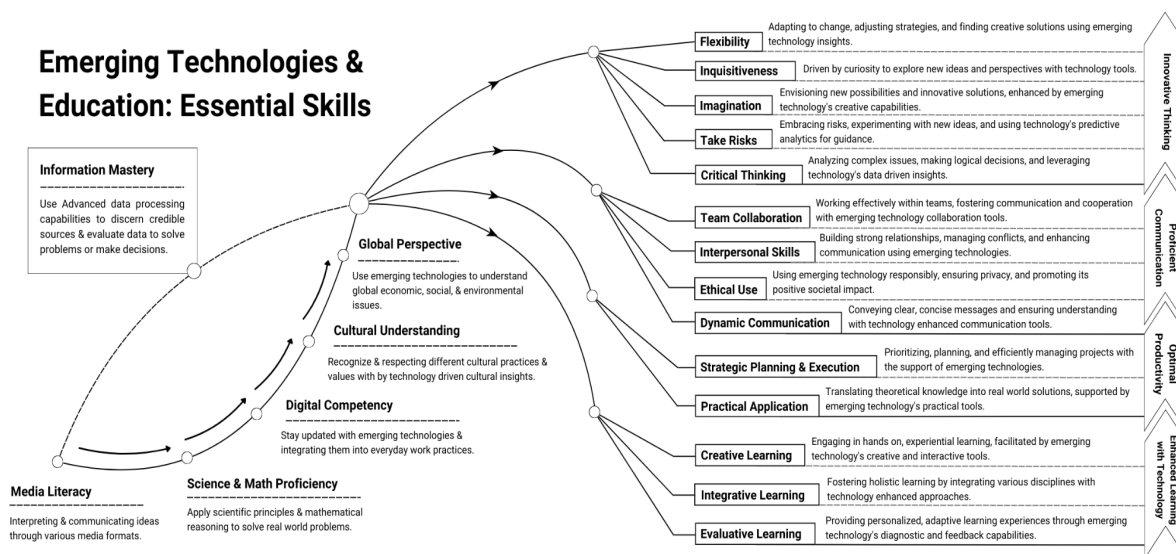 Emerging Technologies &
Education: Essential Skills
Information Mastery
Use Advanced data processing
capabilities to discern credible
sources & evaluate data to solve
problems or make decisions.
Global Perspective
Use emerging technologies to understand
global economic, social, & environmental
issues.
Cultural Understanding
Recognize & respecting different cultural practices &
values with by technology driven cultural insights.
Digital Competency
Stay updated with emerging technologies &
integrating them into everyday work practices.
Science & Math Proficiency
Apply scientific principles & mathematical
reasoning to solve real world problems.
Media Literacy
Interpreting & communicating ideas
through various media formats.
Flexibility
Adapting to change, adjusting strategies, and finding creative solutions using emerging
technology insights.
Inquisitiveness
Driven by curiosity to explore new ideas and perspectives with technology tools.
Imagination
Envisioning new possibilities and innovative solutions, enhanced by emerging
technology's creative capabilities.
Take Risks
Embracing risks, experimenting with new ideas, and using technology's predictive
analytics for guidance.
Critical Thinking
Analyzing complex issues, making logical decisions, and leveraging
technology's data driven insights.
Innovative Thinking
Team Collaboration
Working effectively within teams, fostering communication and cooperation
with emerging technology collaboration tools.
Interpersonal Skills
Building strong relationships, managing conflicts, and enhancing
communication using emerging technologies.
Ethical Use
Using emerging technology responsibly, ensuring privacy, and promoting its
positive societal impact.
Dynamic Communication
Conveying clear, concise messages and ensuring understanding
with technology enhanced communication tools.
Proficient
Communication
Strategic Planning & Execution
Prioritizing, planning, and efficiently managing projects with
the support of emerging technologies.
Practical Application
Translating theoretical knowledge into real world solutions, supported by
emerging technology's practical tools.
Optimal
Productivity
Creative Learning
Engaging in hands on, experiential learning, facilitated by emerging
technology's creative and interactive tools.
Integrative Learning
Fostering holistic learning by integrating various disciplines with
technology enhanced approaches.
Evaluative Learning
Providing personalized, adaptive learning experiences through emerging
technology's diagnostic and feedback capabilities.
Enhanced Learning
with Technology